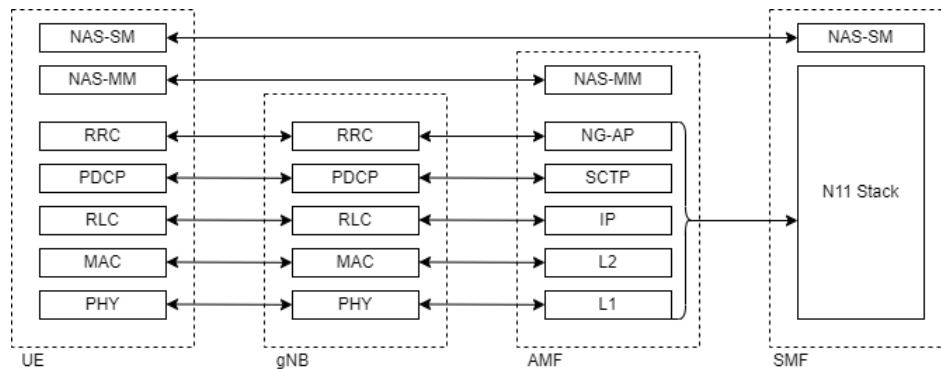 NAS-SM NAS-SM
NAS-MM NAS-MM
RRC RRC NG-AP
PDCP PDCP SCTP
RLC RLC IP
N11 Stack
MAC MAC L2
PHY PHY L1
UE gNB AMF SMF